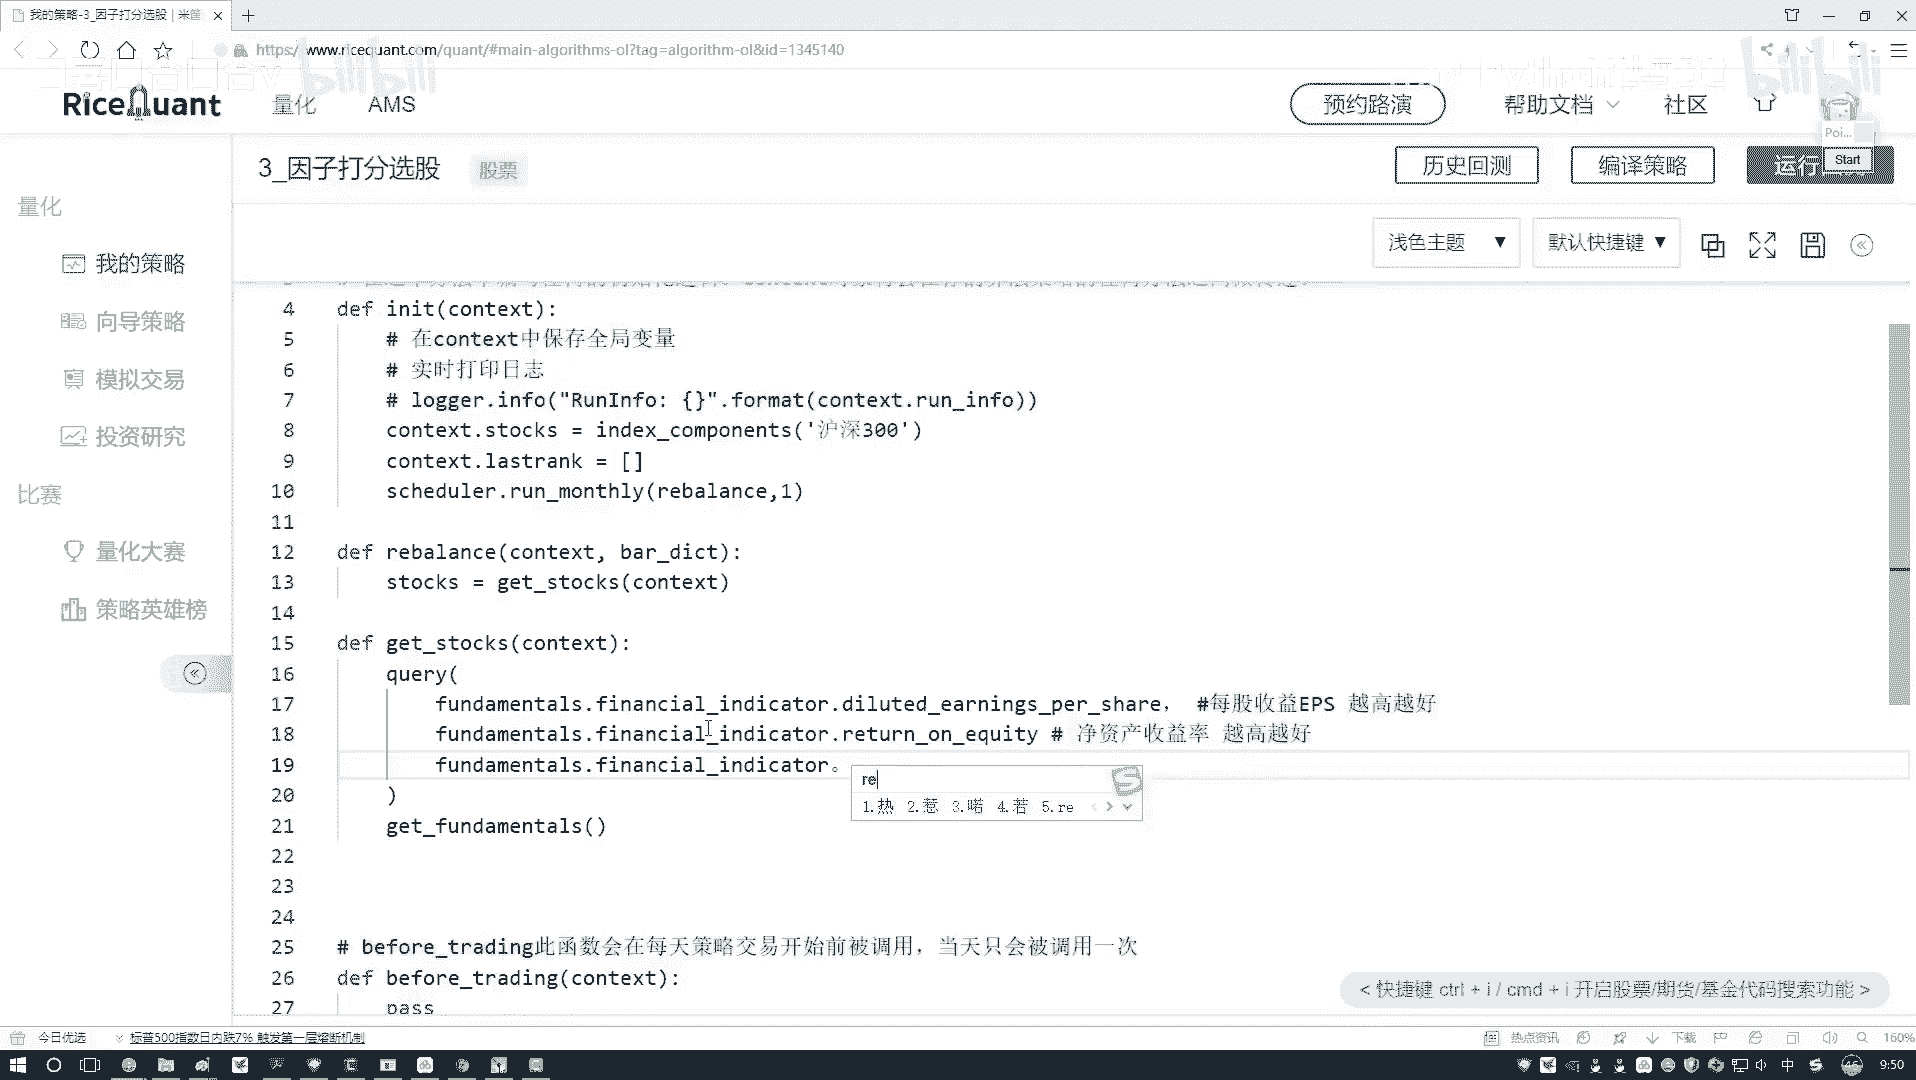 我的策略-3_因子打分选股 | 米筐
https://www.ricequant.com/quant/#main-algorithms-ol?tag=algorithm-ol&id=1345140
bilibili
bilibili
RiceQuant
量化
AMS
预约路演
帮助文档
社区
Poi...
Start
3_因子打分选股
股票
历史回测
编译策略
运行
量化
我的策略
向导策略
模拟交易
投资研究
比赛
量化大赛
策略英雄榜
浅色主题 ▼
默认快捷键 ▼
4 def init(context):
5 # 在context中保存全局变量
6 # 实时打印日志
7 # logger.info("RunInfo: {}".format(context.run_info))
8 context.stocks = index_components('沪深300')
9 context.lastrank = []
10 scheduler.run_monthly(rebalance,1)
11
12 def rebalance(context, bar_dict):
13 stocks = get_stocks(context)
14
15 def get_stocks(context):
16 query(
17 fundamentals.financial_indicator.diluted_earnings_per_share， #每股收益EPS 越高越好
18 fundamentals.financial_indicator.return_on_equity # 净资产收益率 越高越好
19 fundamentals.financial_indicator。
re
1.热 2.惹 3.喏 4.若 5.re
20 )
21 get_fundamentals()
22
23
24
25 # before_trading此函数会在每天策略交易开始前被调用，当天只会被调用一次
26 def before_trading(context):
27 pass
< 快捷键 ctrl + i / cmd + i 开启股票/期货/基金代码搜索功能 >
今日优选
标普500指数日内跌7% 触发第一层熔断机制
热点资讯
下载
160%
中
46
9:50